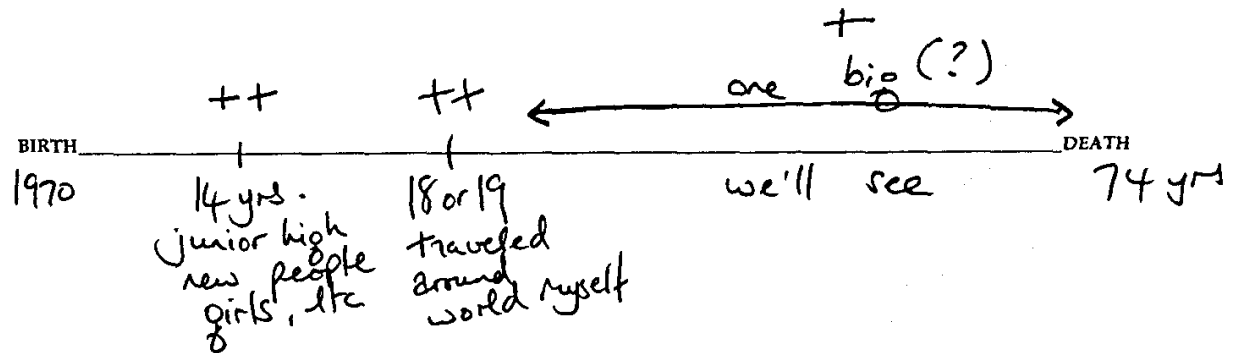 +
one big (?)
++ ++
BIRTH DEATH
1970 14 yrs. 18 or 19 we'll see 74 yrs
junior high traveled
new people around
girls, etc world myself